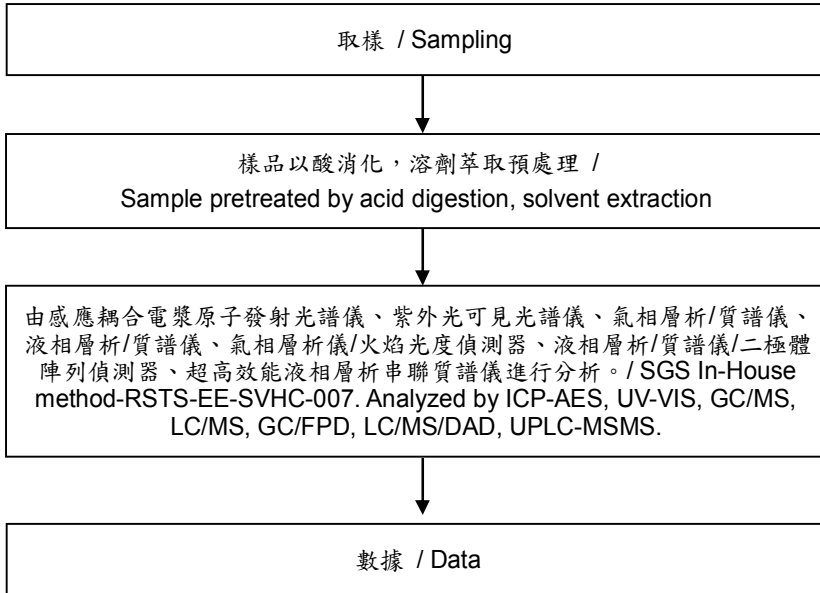 取樣 / Sampling
樣品以酸消化，溶劑萃取預處理 /
Sample pretreated by acid digestion, solvent extraction
由感應耦合電漿原子發射光譜儀、紫外光可見光譜儀、氣相層析/質譜儀、
液相層析/質譜儀、氣相層析儀/火焰光度偵測器、液相層析/質譜儀/二極體
陣列偵測器、超高效能液相層析串聯質譜儀進行分析。/ SGS In-House
method-RSTS-EE-SVHC-007. Analyzed by ICP-AES, UV-VIS, GC/MS,
LC/MS, GC/FPD, LC/MS/DAD, UPLC-MSMS.
數據 / Data